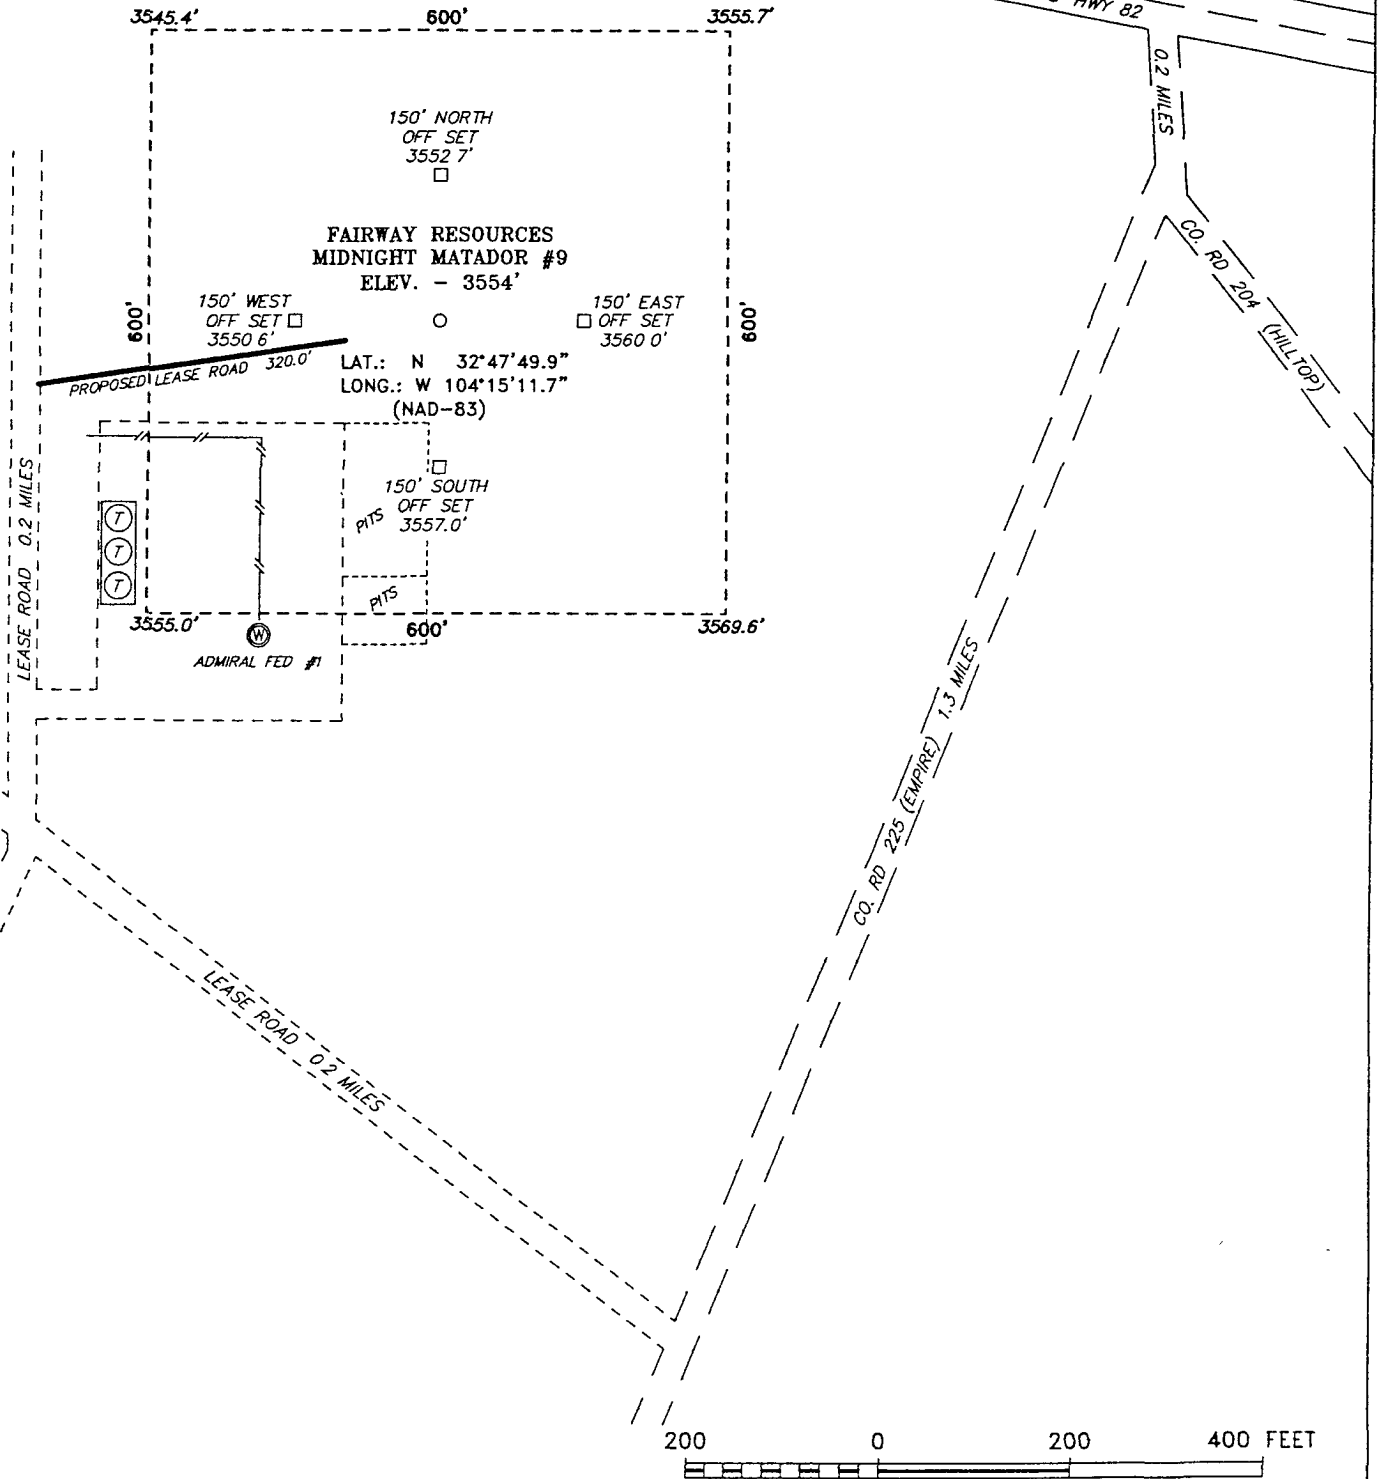 3545.4'
600'
3555.7'
HWY 82
0.2 MILES
150' NORTH
OFF SET
3552 7'
FAIRWAY RESOURCES
MIDNIGHT MATADOR #9
ELEV. - 3554'
CO. RD 204 (HILLTOP)
600'
150' WEST
OFF SET
3550 6'
150' EAST
OFF SET
3560 0'
600'
PROPOSED LEASE ROAD 320.0'
LAT.: N 32°47'49.9"
LONG.: W 104°15'11.7"
(NAD-83)
LEASE ROAD 0.2 MILES
T
T
T
150' SOUTH
OFF SET
3557.0'
PITS
PITS
3555.0'
600'
3569.6'
W
ADMIRAL FED #1
CO. RD 225 (EMPIRE) 1.3 MILES
LEASE ROAD 0 2 MILES
200 0 200 400 FEET